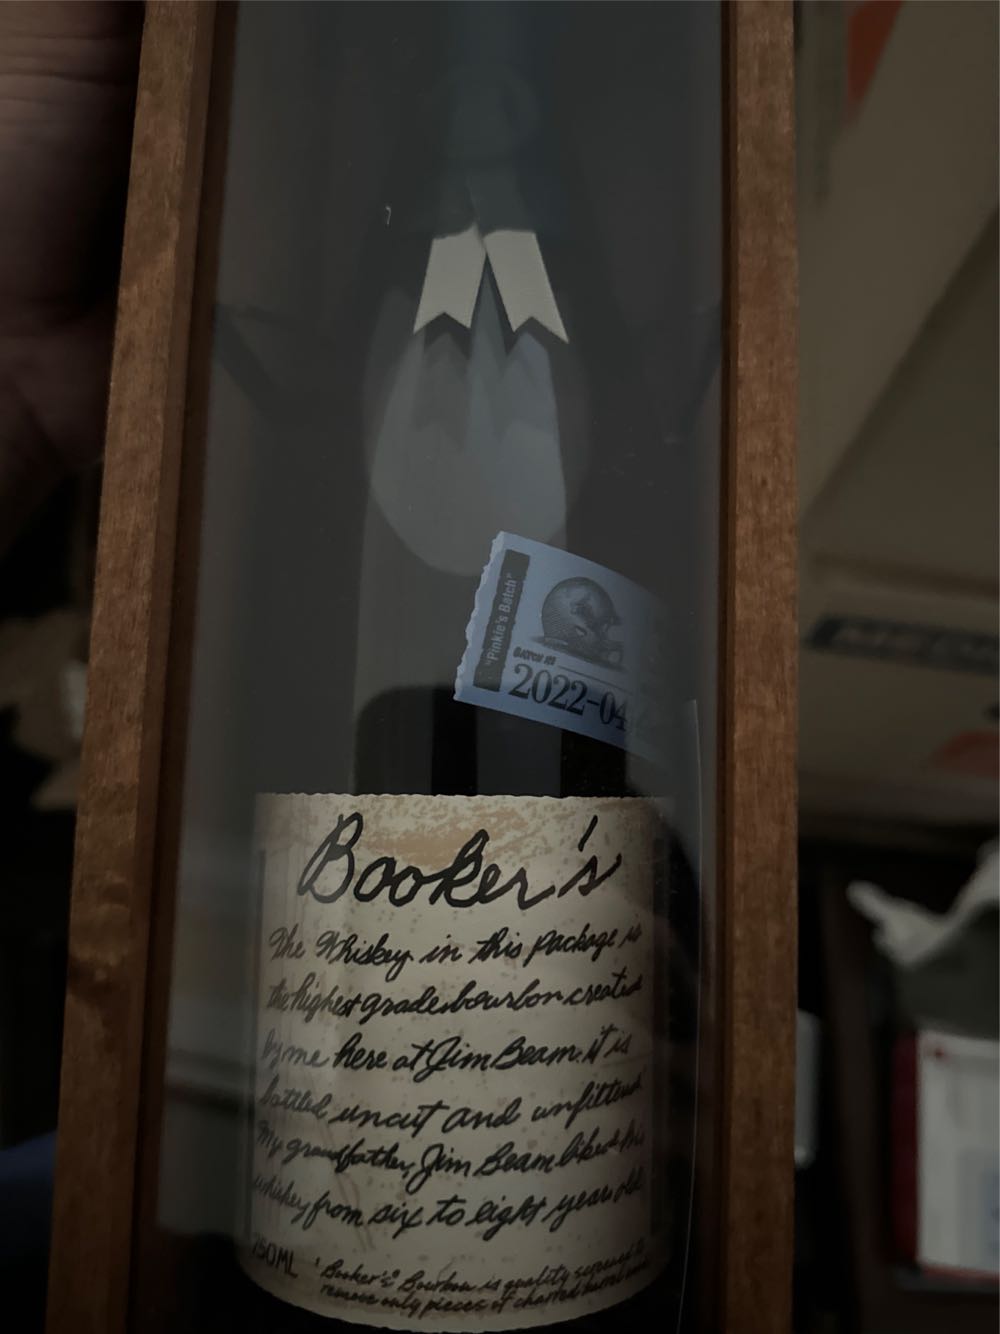 "Pinkie's Batch"
BATCH №
2022-04
Booker's
The Whiskey in this package is
the highest grade bourbon created
by me here at Jim Beam. it is
bottled uncut and unfiltered
My grandfather, Jim Beam liked his
whiskey from six to eight years old
750ML
Booker's® Bourbon is quality screened to
remove only pieces of charred barrel